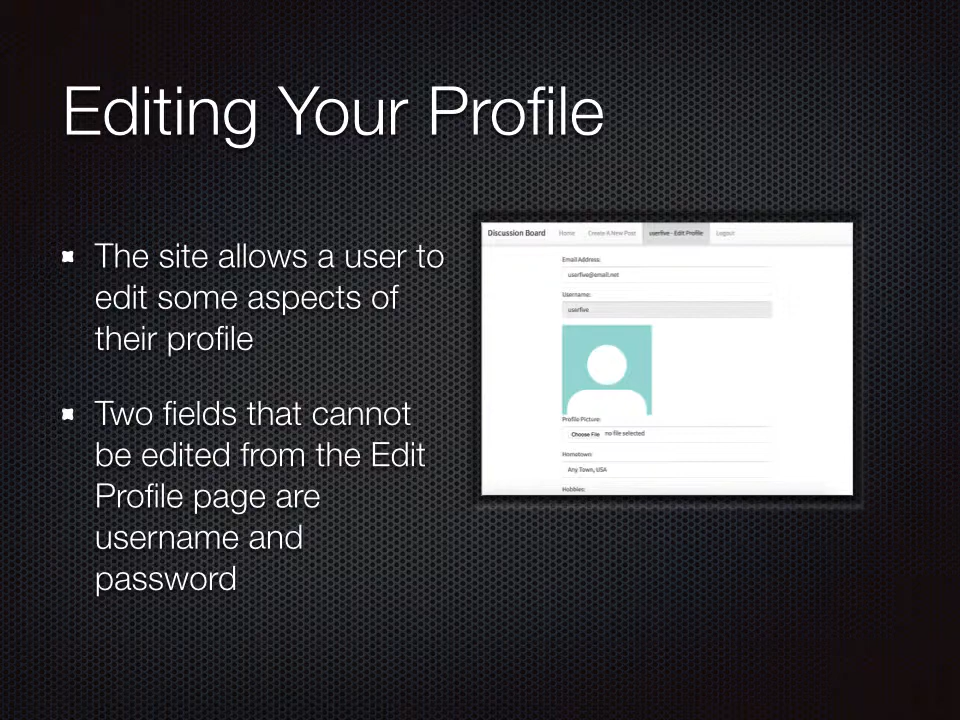 Editing Your Profile
The site allows a user to
edit some aspects of
their profile
Two fields that cannot
be edited from the Edit
Profile page are
username and
password
Discussion Board Home Create A New Post userfive - Edit Profile Logout
Email Address:
userfive@email.net
Username:
userfive
Profile Picture:
Choose File no file selected
Hometown:
Any Town, USA
Hobbies: